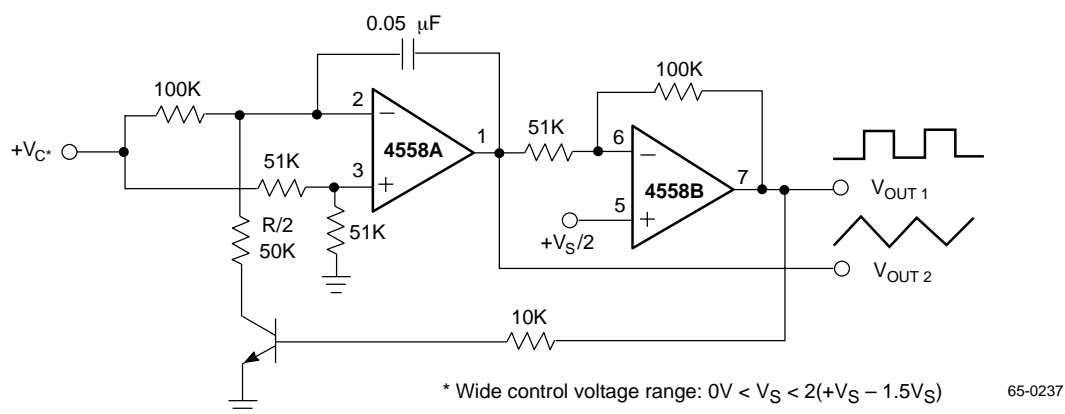 0.05 μF
100K
100K
2
−
1
51K
6
−
+V_C*
4558A
51K
3
+
4558B
7
V_OUT 1
R/2
50K
51K
5
+
+V_S/2
V_OUT 2
10K
* Wide control voltage range: 0V < V_S < 2(+V_S – 1.5V_S)
65-0237